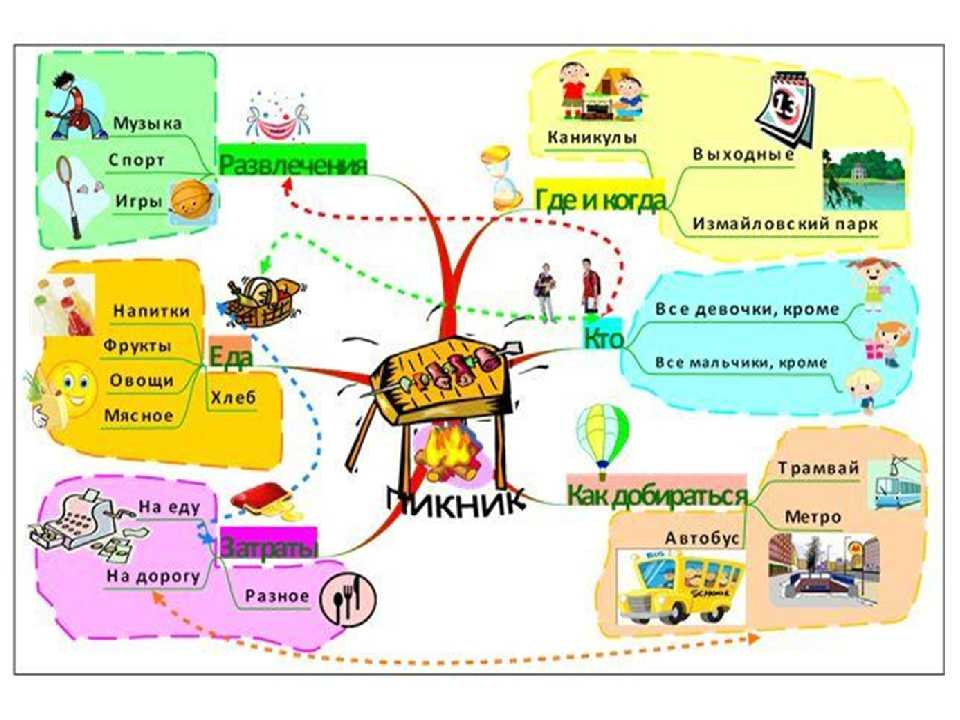 Музыка
Спорт
Игры
Развлечения
Каникулы
13
Выходные
Где и когда
Измайловский парк
Напитки
Фрукты
Овощи
Мясное
Еда
Хлеб
Кто
Все девочки, кроме
Все мальчики, кроме
ПИКНИК
На еду
На дорогу
Затраты
Разное
Как добираться
Трамвай
Метро
Автобус
BUS
SCHOOL
М